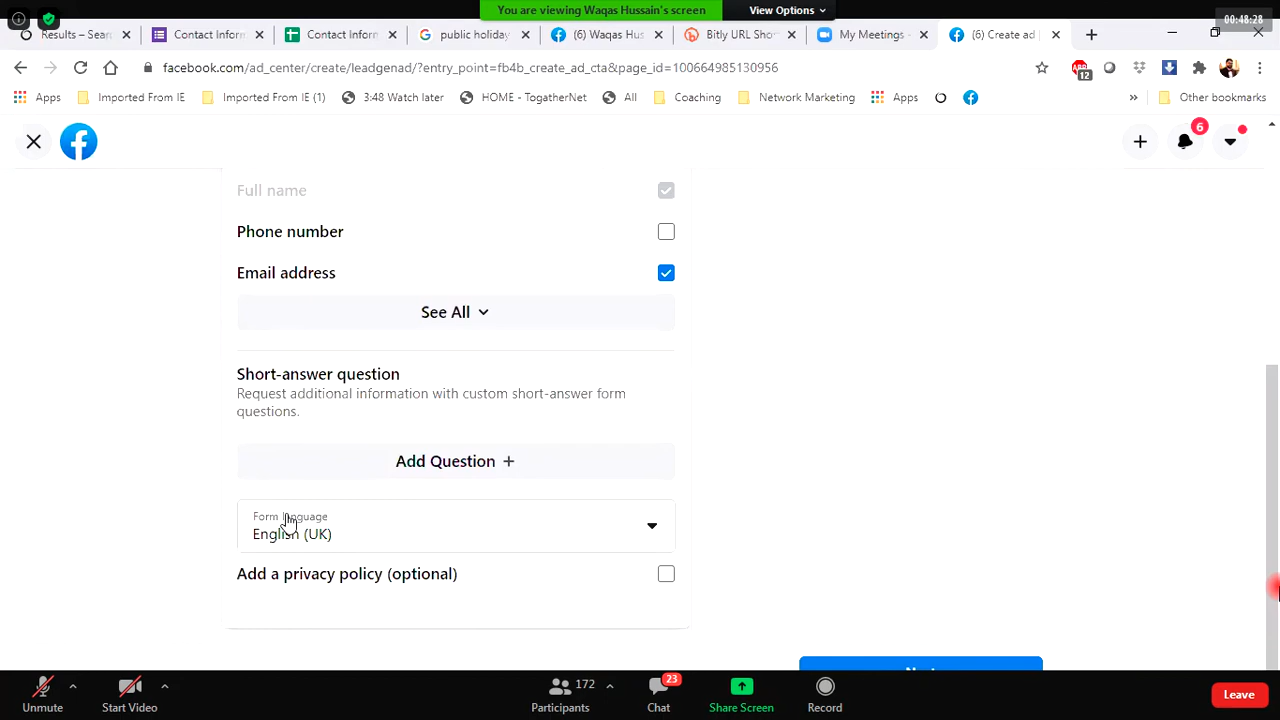 You are viewing Waqas Hussain's screen
View Options
00:48:28
Results – Sear
Contact Inforn
Contact Inforn
public holiday
(6) Waqas Hus
Bitly URL Sho
My Meetings -
(6) Create ad
facebook.com/ad_center/create/leadgenad/?entry_point=fb4b_create_ad_cta&page_id=100664985130956
ABP
12
Apps
Imported From IE
Imported From IE (1)
3:48 Watch later
HOME - TogatherNet
All
Coaching
Network Marketing
Apps
»
Other bookmarks
6
Full name
Phone number
Email address
See All
Short-answer question
Request additional information with custom short-answer form
questions.
Add Question +
Form language
English (UK)
Add a privacy policy (optional)
Unmute
Start Video
172
Participants
23
Chat
Share Screen
Record
Leave